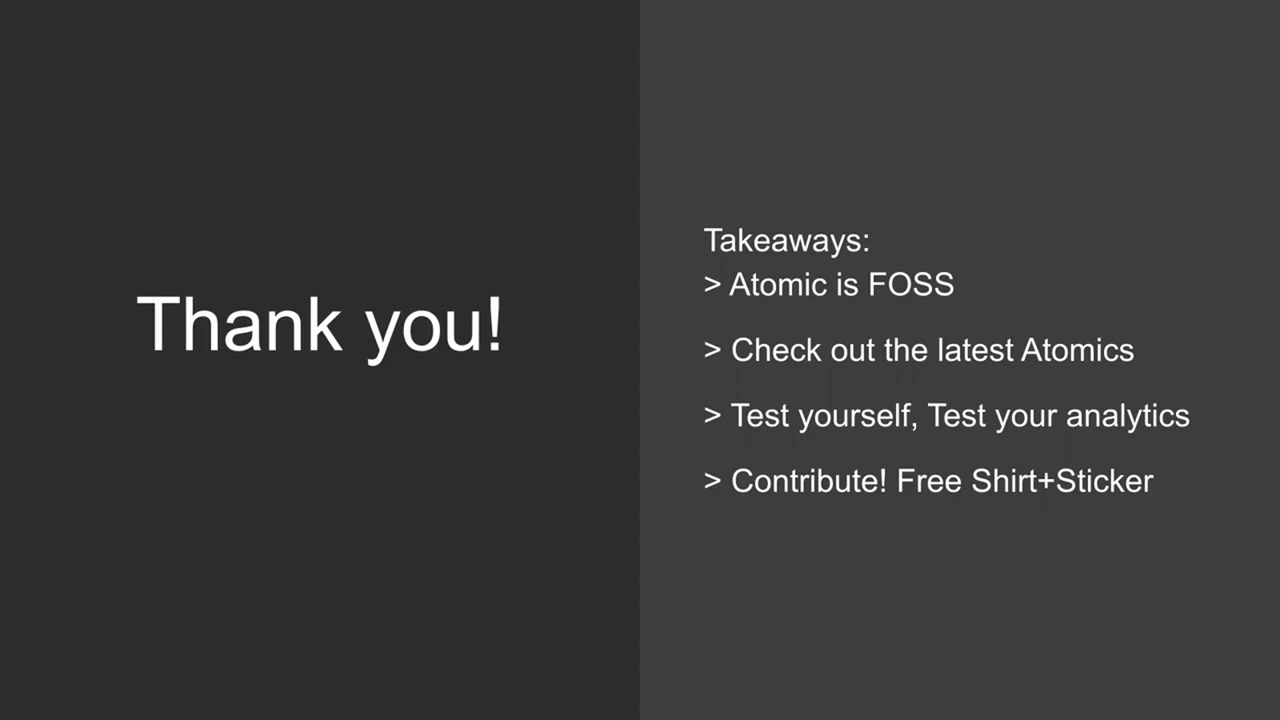 Thank you!
Takeaways:
> Atomic is FOSS
> Check out the latest Atomics
> Test yourself, Test your analytics
> Contribute! Free Shirt+Sticker